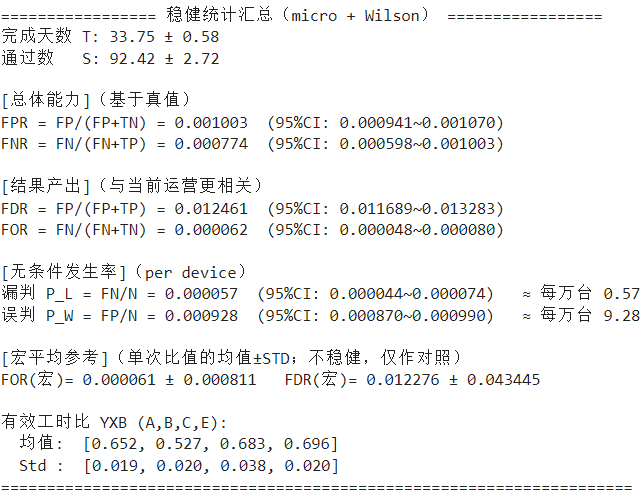 ================= 稳健统计汇总（micro + Wilson） =================
完成天数 T: 33.75 ± 0.58
通过数   S: 92.42 ± 2.72
[总体能力]（基于真值）
FPR = FP/(FP+TN) = 0.001003  (95%CI: 0.000941~0.001070)
FNR = FN/(FN+TP) = 0.000774  (95%CI: 0.000598~0.001003)
[结果产出]（与当前运营更相关）
FDR = FP/(FP+TP) = 0.012461  (95%CI: 0.011689~0.013283)
FOR = FN/(FN+TN) = 0.000062  (95%CI: 0.000048~0.000080)
[无条件发生率]（per device）
漏判 P_L = FN/N = 0.000057  (95%CI: 0.000044~0.000074)   ≈ 每万台 0.57
误判 P_W = FP/N = 0.000928  (95%CI: 0.000870~0.000990)   ≈ 每万台 9.28
[宏平均参考]（单次比值的均值±STD；不稳健，仅作对照）
FOR(宏)= 0.000061 ± 0.000811   FDR(宏)= 0.012276 ± 0.043445
有效工时比 YXB (A,B,C,E):
  均值:  [0.652, 0.527, 0.683, 0.696]
  Std :  [0.019, 0.020, 0.038, 0.020]
======================================================================